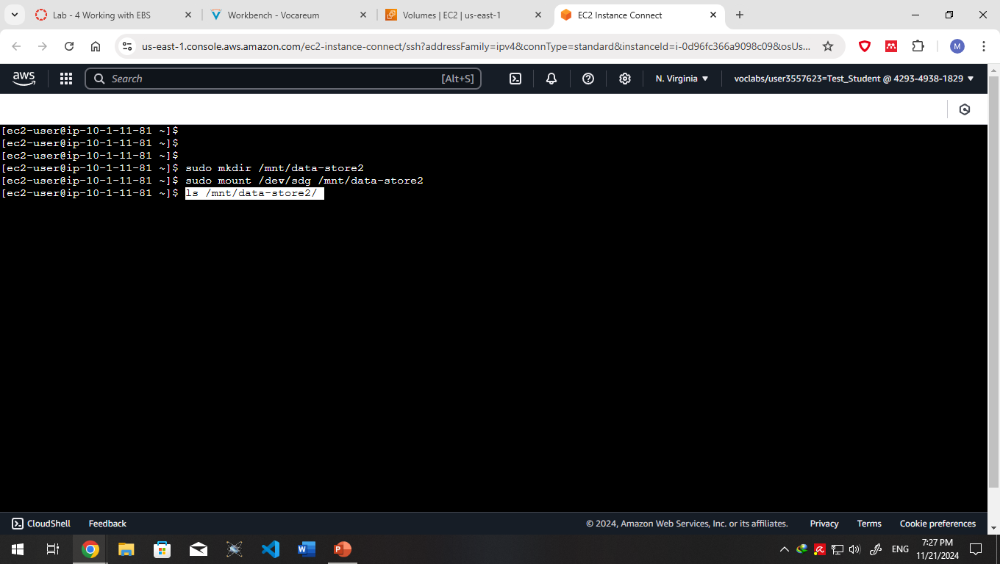 Lab - 4 Working with EBS
Workbench - Vocareum
Volumes | EC2 | us-east-1
EC2 Instance Connect
us-east-1.console.aws.amazon.com/ec2-instance-connect/ssh?addressFamily=ipv4&connType=standard&instanceId=i-0d96fc366a9098c09&osUs...
M
aws
Search
[Alt+S]
N. Virginia
voclabs/user3557623=Test_Student @ 4293-4938-1829
[ec2-user@ip-10-1-11-81 ~]$
[ec2-user@ip-10-1-11-81 ~]$
[ec2-user@ip-10-1-11-81 ~]$
[ec2-user@ip-10-1-11-81 ~]$ sudo mkdir /mnt/data-store2
[ec2-user@ip-10-1-11-81 ~]$ sudo mount /dev/sdg /mnt/data-store2
[ec2-user@ip-10-1-11-81 ~]$ ls /mnt/data-store2/
CloudShell
Feedback
© 2024, Amazon Web Services, Inc. or its affiliates.
Privacy
Terms
Cookie preferences
ENG
7:27 PM
11/21/2024